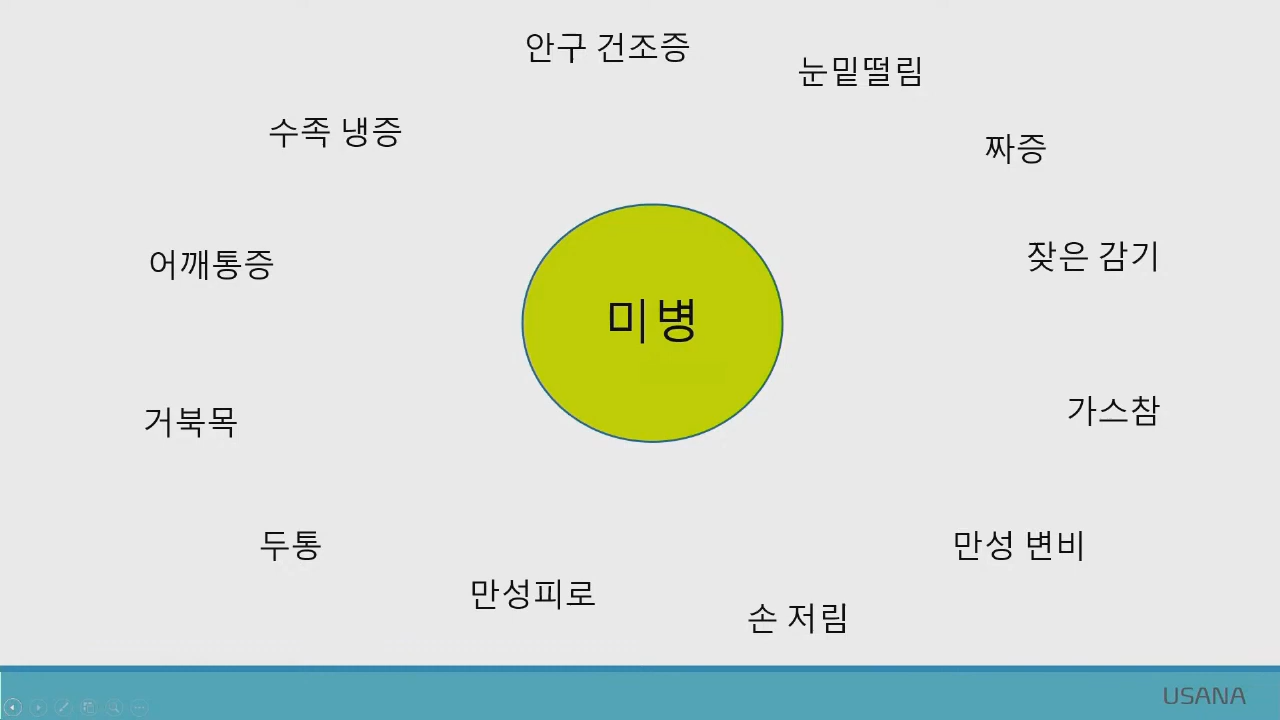 안구 건조증
눈밑떨림
수족 냉증
짜증
어깨통증
잦은 감기
미병
거북목
가스참
두통
만성 변비
만성피로
손 저림
USANA